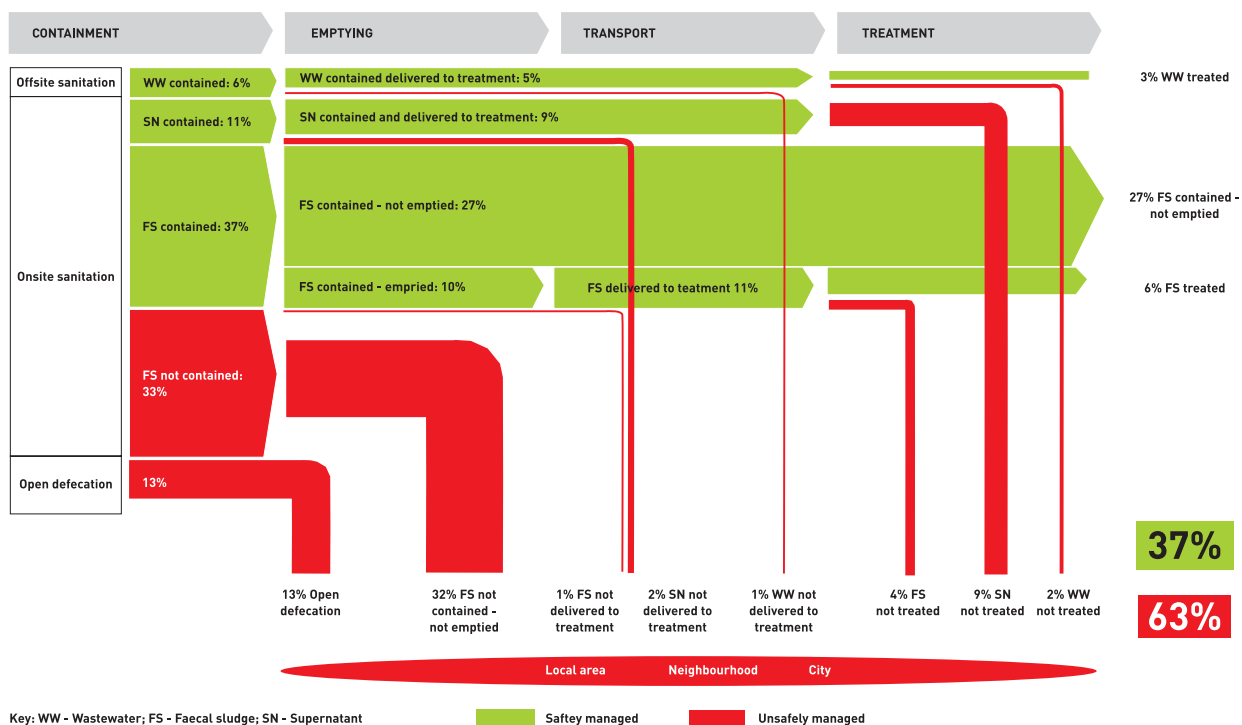 CONTAINMENT
EMPTYING
TRANSPORT
TREATMENT
Offsite sanitation
WW contained: 6%
WW contained delivered to treatment: 5%
3% WW treated
SN contained: 11%
SN contained and delivered to treatment: 9%
Onsite sanitation
FS contained: 37%
FS contained - not emptied: 27%
27% FS contained -
not emptied
FS contained - empried: 10%
FS delivered to teatment 11%
6% FS treated
FS not contained:
33%
Open defecation
13%
37%
63%
13% Open
defecation
32% FS not
contained -
not emptied
1% FS not
delivered to
treatment
2% SN not
delivered to
treatment
1% WW not
delivered to
treatment
4% FS
not treated
9% SN
not treated
2% WW
not treated
Local area
Neighbourhood
City
Key: WW - Wastewater; FS - Faecal sludge; SN - Supernatant
Saftey managed
Unsafely managed